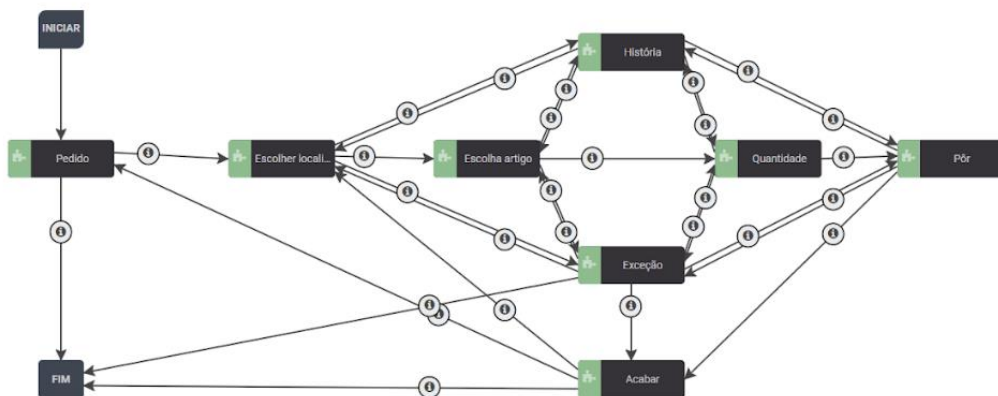 INICIAR
História
Pedido
Escolher locali...
Escolha artigo
Quantidade
Pôr
Exceção
FIM
Acabar